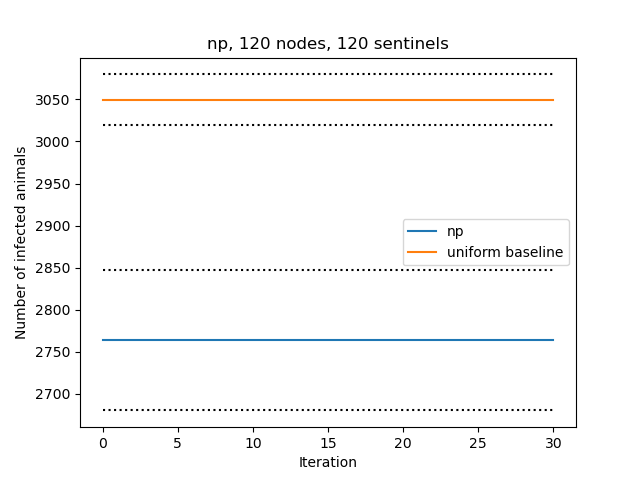 np, 120 nodes, 120 sentinels
Number of infected animals
3050
3000
2950
2900
2850
2800
2750
2700
np
uniform baseline
0 5 10 15 20 25 30
Iteration